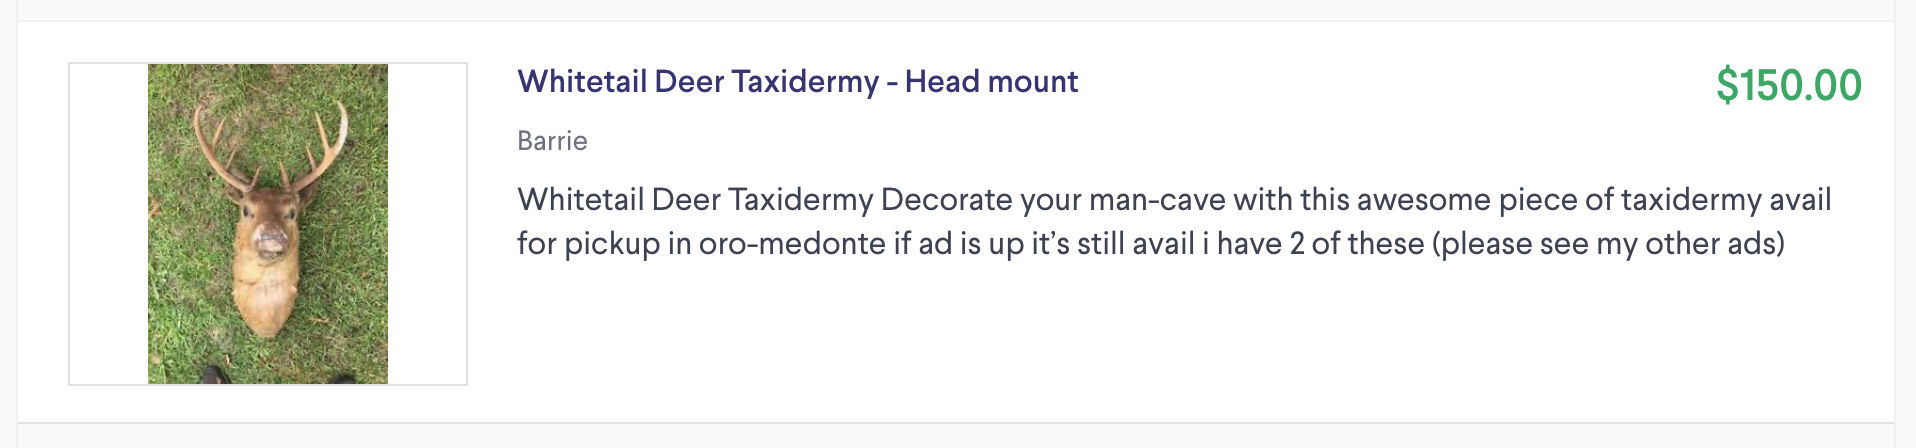 Whitetail Deer Taxidermy - Head mount
$150.00
Barrie
Whitetail Deer Taxidermy Decorate your man-cave with this awesome piece of taxidermy avail
for pickup in oro-medonte if ad is up it’s still avail i have 2 of these (please see my other ads)